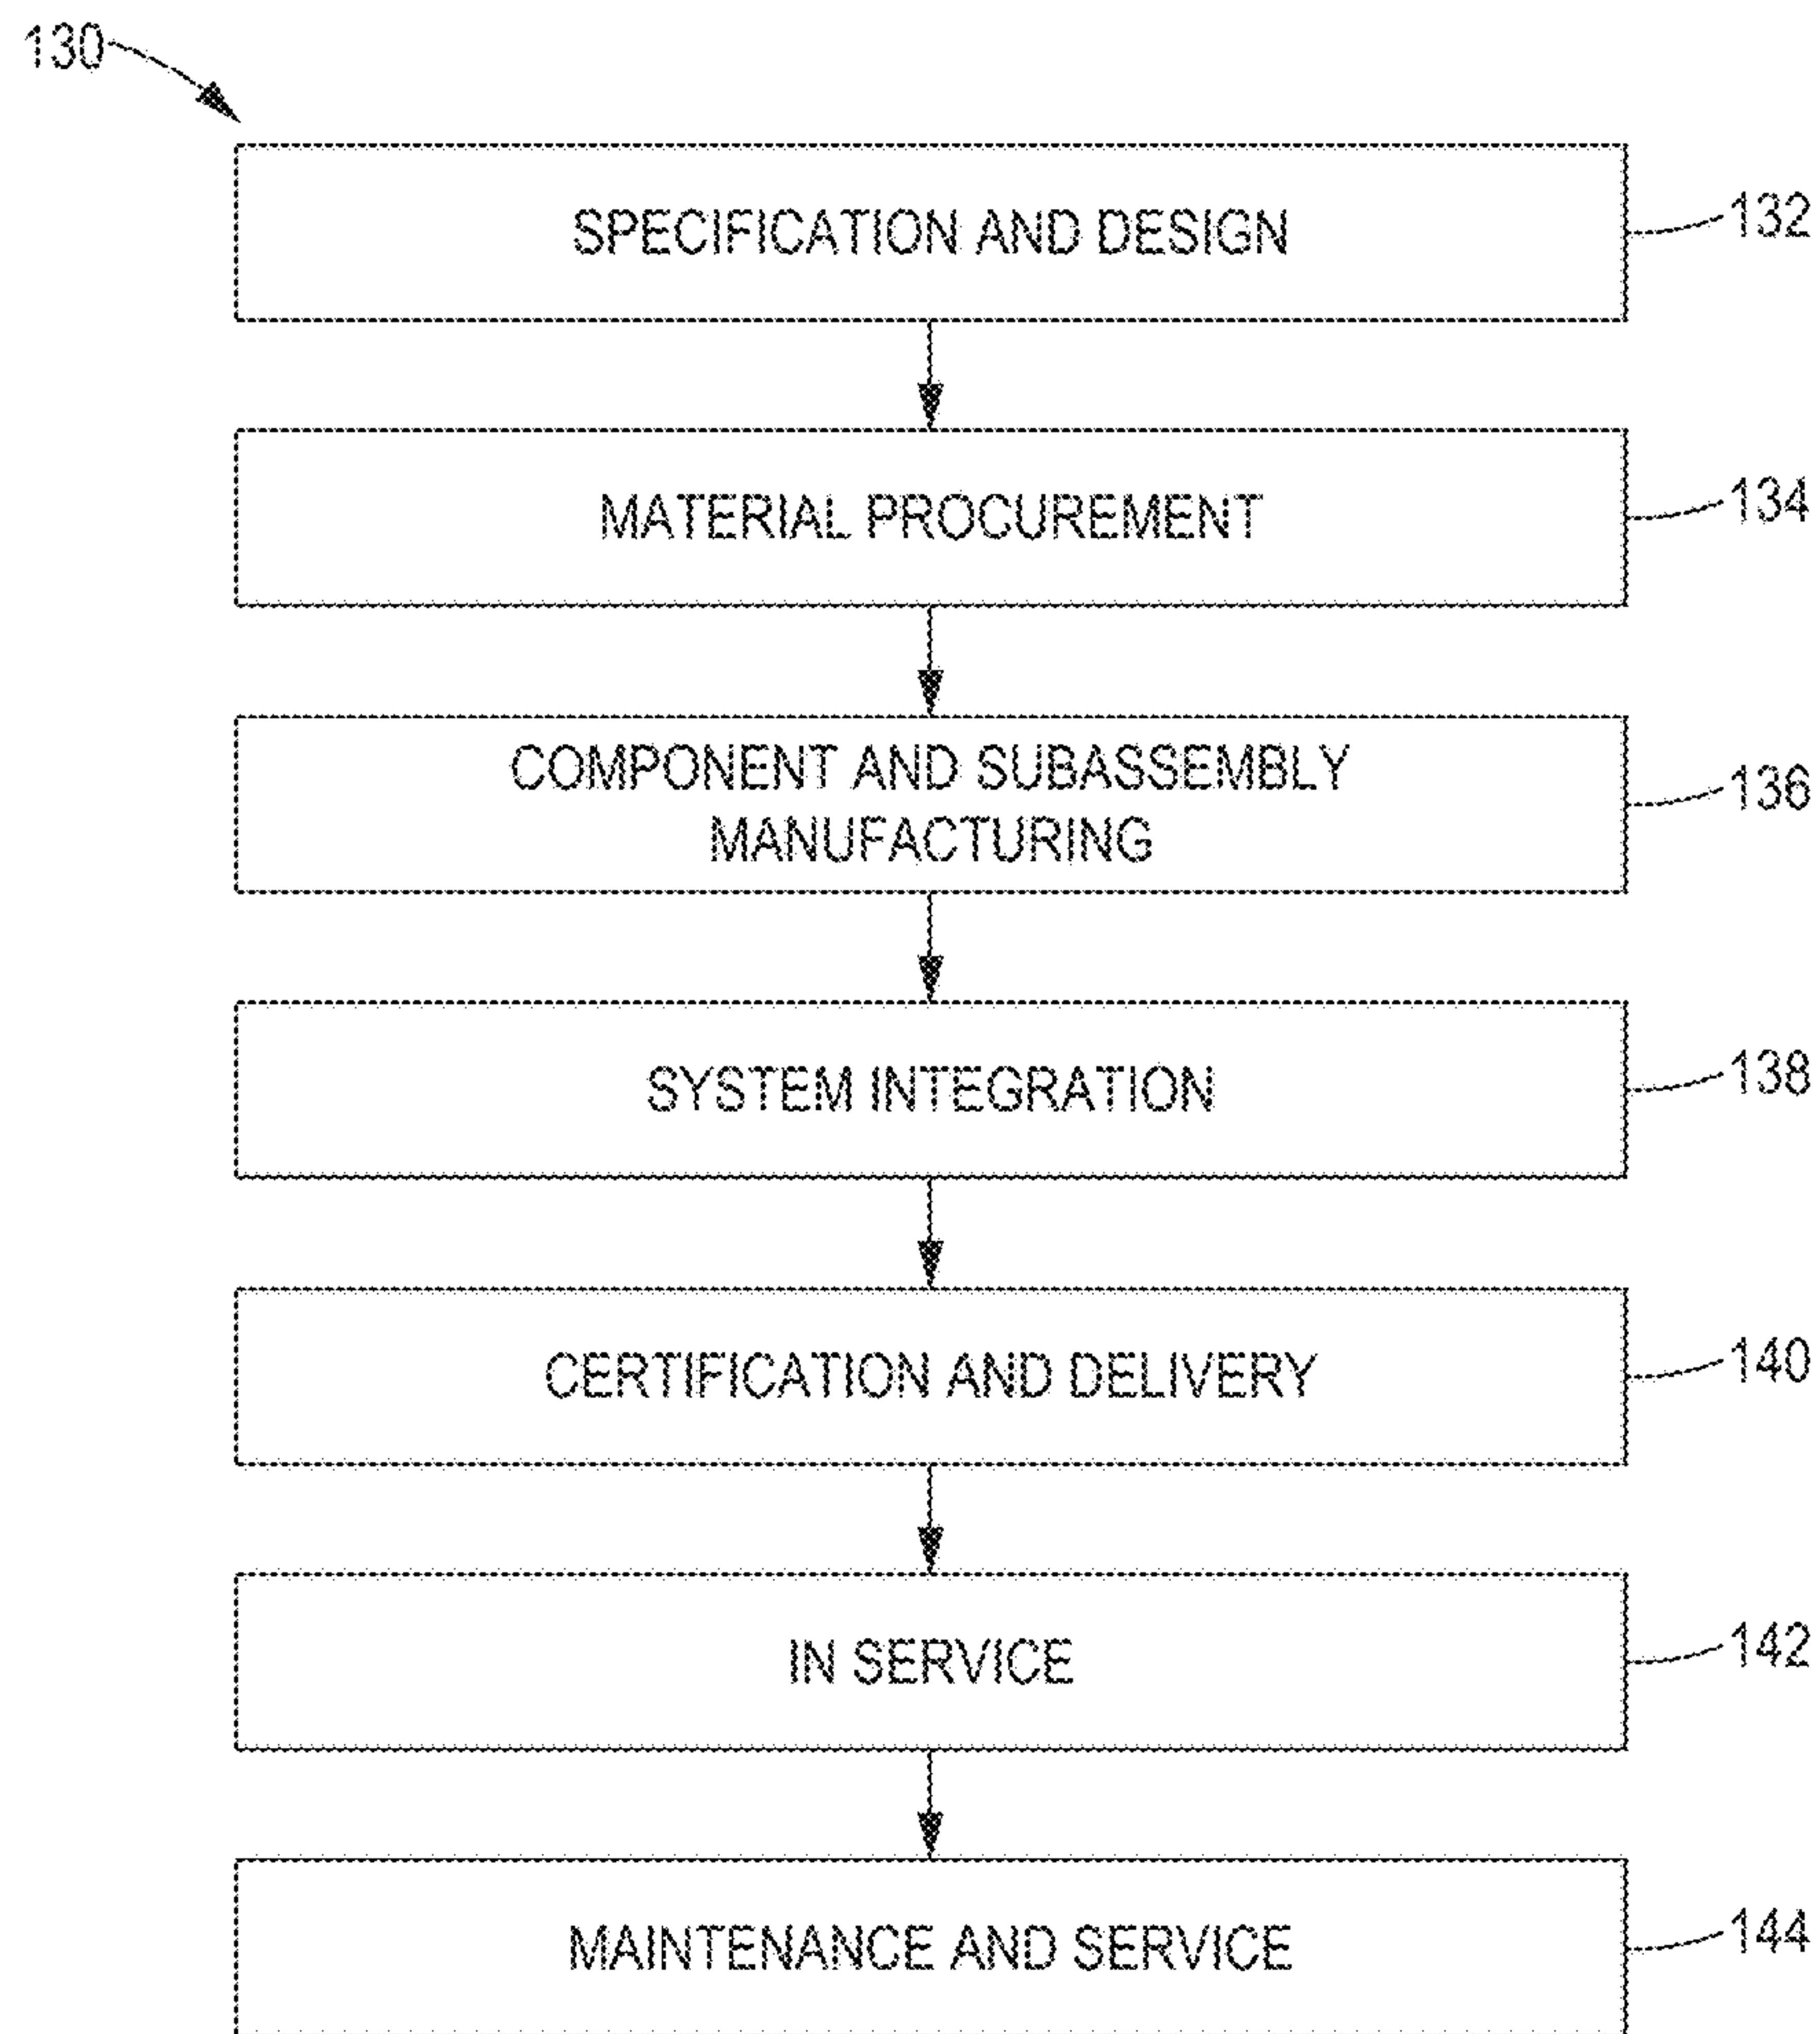 130
SPECIFICATION AND DESIGN
132
MATERIAL PROCUREMENT
134
COMPONENT AND SUBASSEMBLY
MANUFACTURING
136
SYSTEM INTEGRATION
138
CERTIFICATION AND DELIVERY
140
IN SERVICE
142
MAINTENANCE AND SERVICE
144